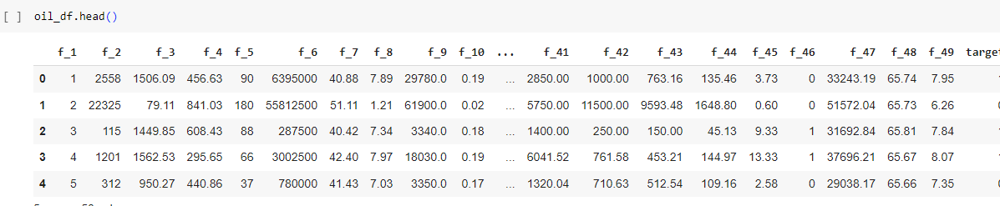 [ ] oil_df.head()
f_1 f_2 f_3 f_4 f_5 f_6 f_7 f_8 f_9 f_10 ... f_41 f_42 f_43 f_44 f_45 f_46 f_47 f_48 f_49 target
0 1 2558 1506.09 456.63 90 6395000 40.88 7.89 29780.0 0.19 ... 2850.00 1000.00 763.16 135.46 3.73 0 33243.19 65.74 7.95
1 2 22325 79.11 841.03 180 55812500 51.11 1.21 61900.0 0.02 ... 5750.00 11500.00 9593.48 1648.80 0.60 0 51572.04 65.73 6.26
2 3 115 1449.85 608.43 88 287500 40.42 7.34 3340.0 0.18 ... 1400.00 250.00 150.00 45.13 9.33 1 31692.84 65.81 7.84
3 4 1201 1562.53 295.65 66 3002500 42.40 7.97 18030.0 0.19 ... 6041.52 761.58 453.21 144.97 13.33 1 37696.21 65.67 8.07
4 5 312 950.27 440.86 37 780000 41.43 7.03 3350.0 0.17 ... 1320.04 710.63 512.54 109.16 2.58 0 29038.17 65.66 7.35